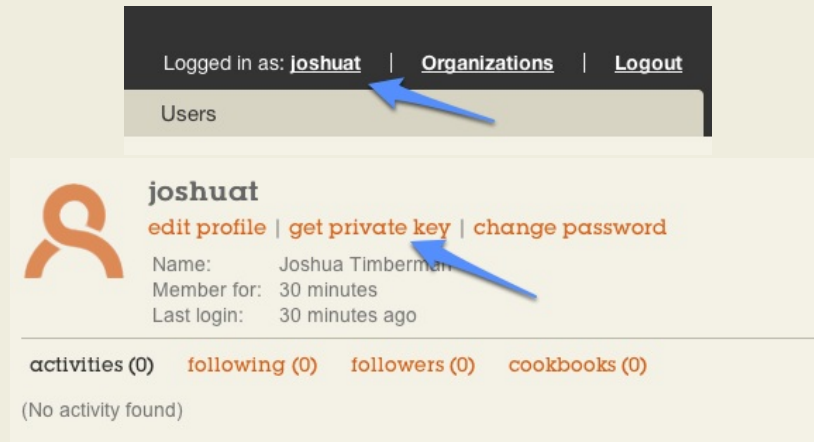 Logged in as: joshuat | Organizations | Logout
Users
joshuat
edit profile | get private key | change password
Name: Joshua Timberman
Member for: 30 minutes
Last login: 30 minutes ago
activities (0) following (0) followers (0) cookbooks (0)
(No activity found)